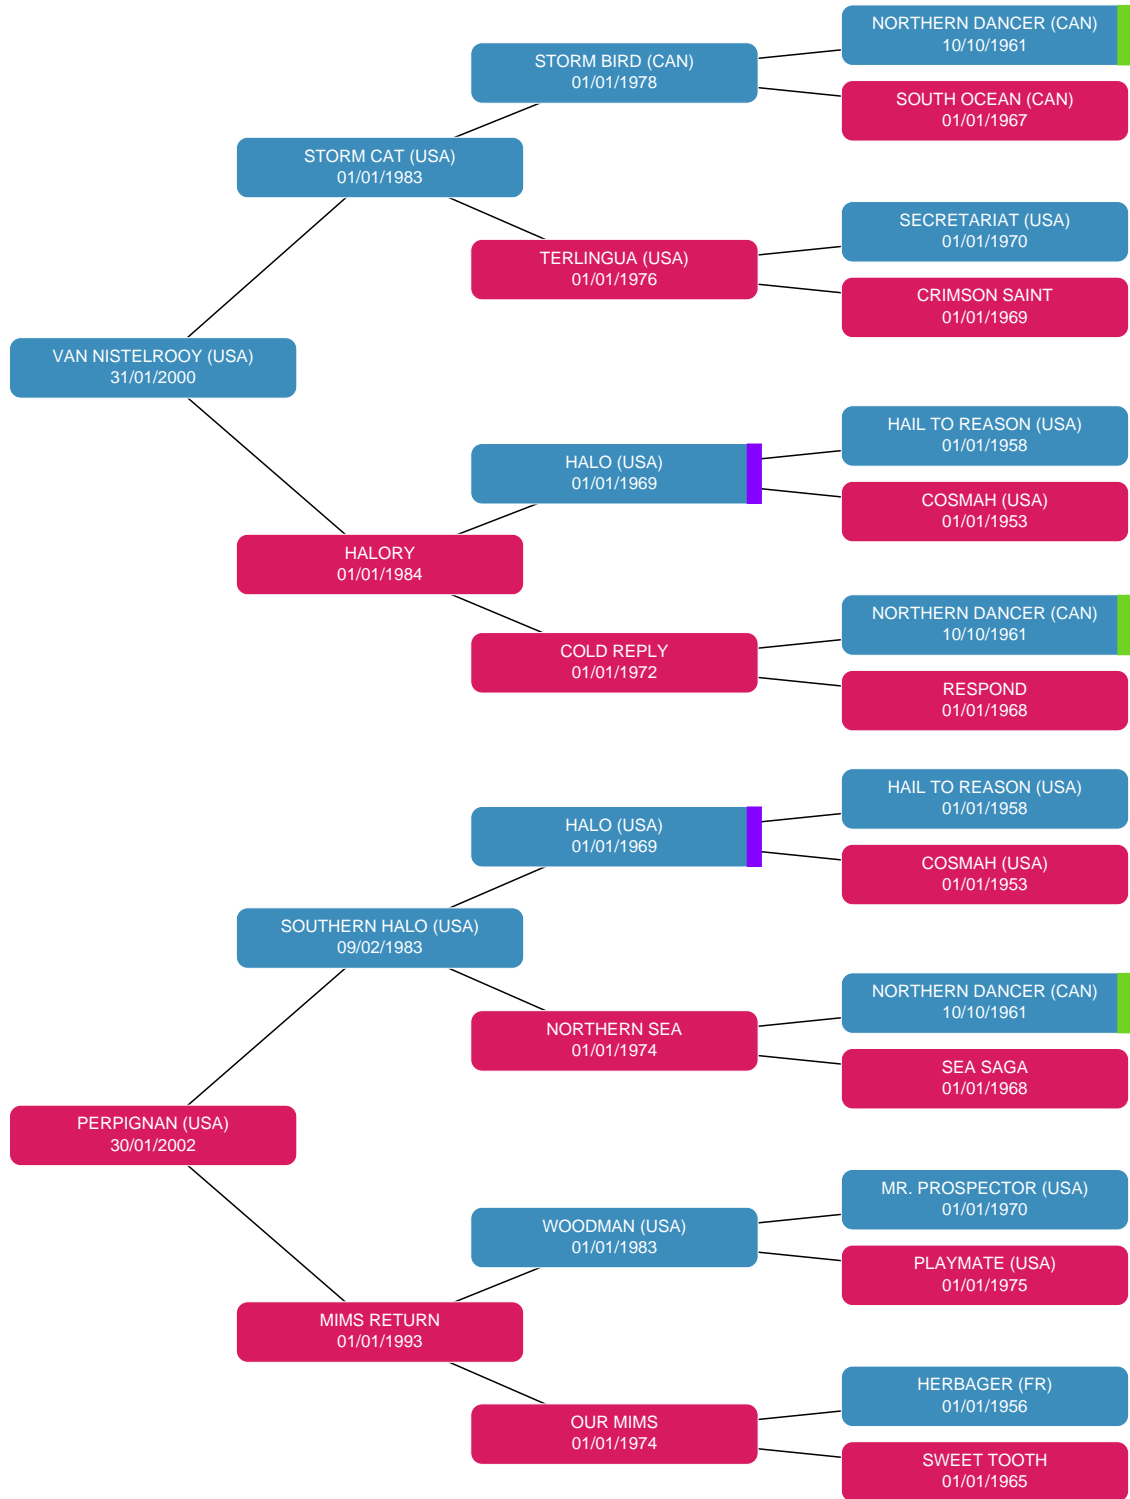 NORTHERN DANCER (CAN)
10/10/1961
STORM BIRD (CAN)
01/01/1978
SOUTH OCEAN (CAN)
01/01/1967
STORM CAT (USA)
01/01/1983
SECRETARIAT (USA)
01/01/1970
TERLINGUA (USA)
01/01/1976
CRIMSON SAINT
01/01/1969
VAN NISTELROOY (USA)
31/01/2000
HAIL TO REASON (USA)
01/01/1958
HALO (USA)
01/01/1969
COSMAH (USA)
01/01/1953
HALORY
01/01/1984
NORTHERN DANCER (CAN)
10/10/1961
COLD REPLY
01/01/1972
RESPOND
01/01/1968
HAIL TO REASON (USA)
01/01/1958
HALO (USA)
01/01/1969
COSMAH (USA)
01/01/1953
SOUTHERN HALO (USA)
09/02/1983
NORTHERN DANCER (CAN)
10/10/1961
NORTHERN SEA
01/01/1974
SEA SAGA
01/01/1968
PERPIGNAN (USA)
30/01/2002
MR. PROSPECTOR (USA)
01/01/1970
WOODMAN (USA)
01/01/1983
PLAYMATE (USA)
01/01/1975
MIMS RETURN
01/01/1993
HERBAGER (FR)
01/01/1956
OUR MIMS
01/01/1974
SWEET TOOTH
01/01/1965